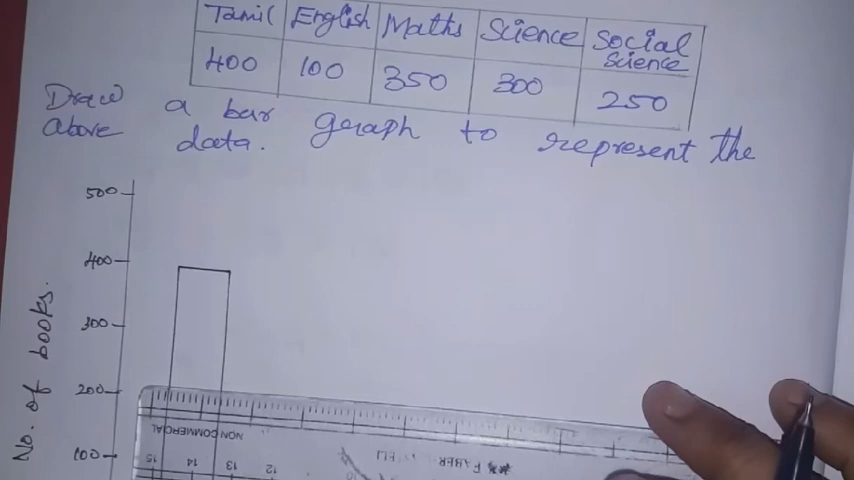 Tamil English Maths Science Social Science
400 100 350 300 250
Draw a bar graph to represent the
above data.
500
400
300
200
100
No. of books.
NON COMMERCIAL
15 14 13 12
FABER